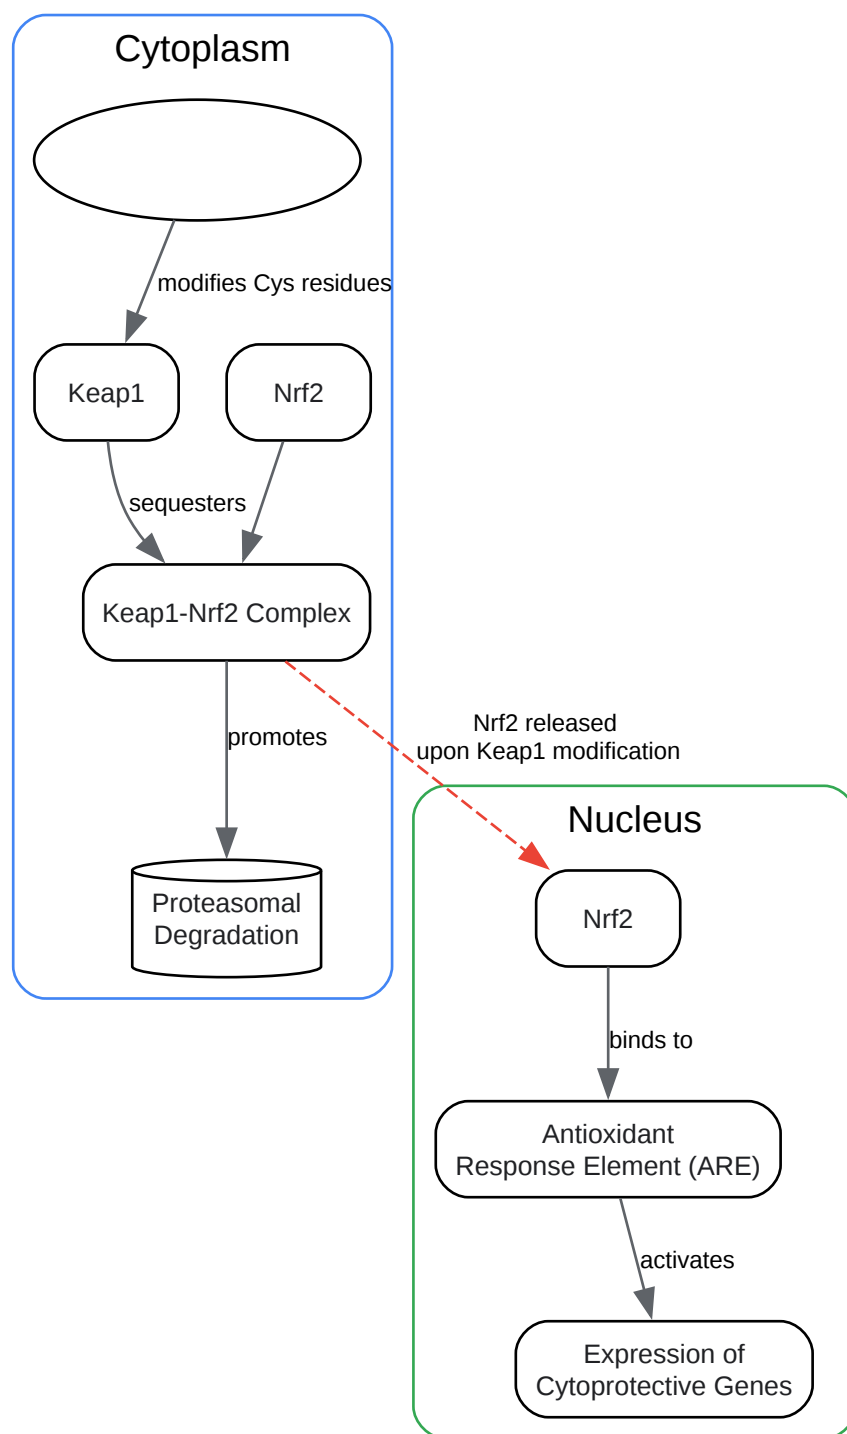 Cytoplasm
modifies Cys residues
Keap1
Nrf2
sequesters
Keap1-Nrf2 Complex
promotes
Nrf2 released
upon Keap1 modification
Proteasomal
Degradation
Nucleus
Nrf2
binds to
Antioxidant
Response Element (ARE)
activates
Expression of
Cytoprotective Genes